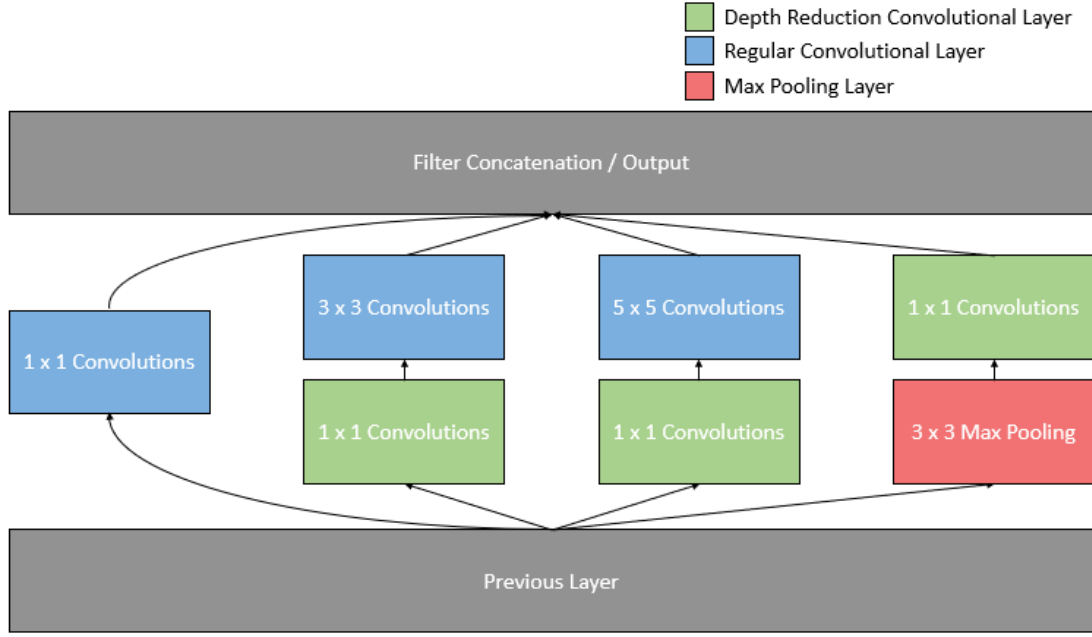 Depth Reduction Convolutional Layer
Regular Convolutional Layer
Max Pooling Layer
Filter Concatenation / Output
3 x 3 Convolutions
5 x 5 Convolutions
1 x 1 Convolutions
1 x 1 Convolutions
1 x 1 Convolutions
1 x 1 Convolutions
3 x 3 Max Pooling
Previous Layer